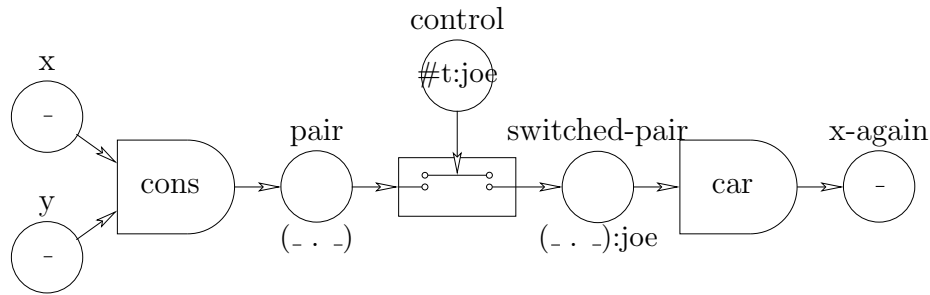 control
#t:joe
x
-
pair
switched-pair
x-again
cons
car
-
y
-
(- . -)
(- . -):joe